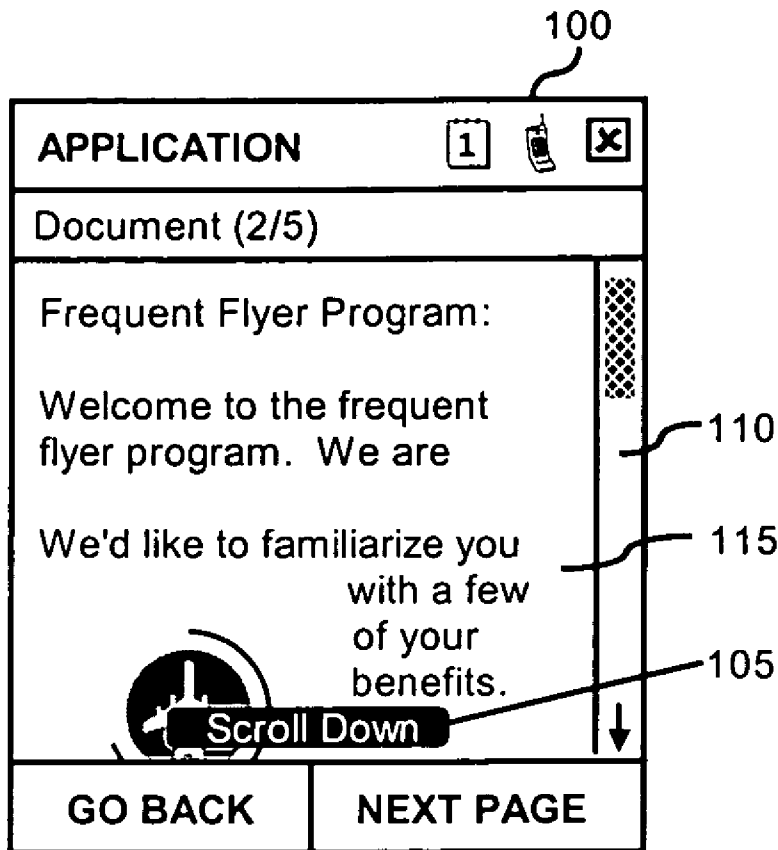 100
APPLICATION 1
Document (2/5)
Frequent Flyer Program:
Welcome to the frequent
flyer program. We are
110
We'd like to familiarize you
115
with a few
of your
benefits.
105
Scroll Down
GO BACK NEXT PAGE